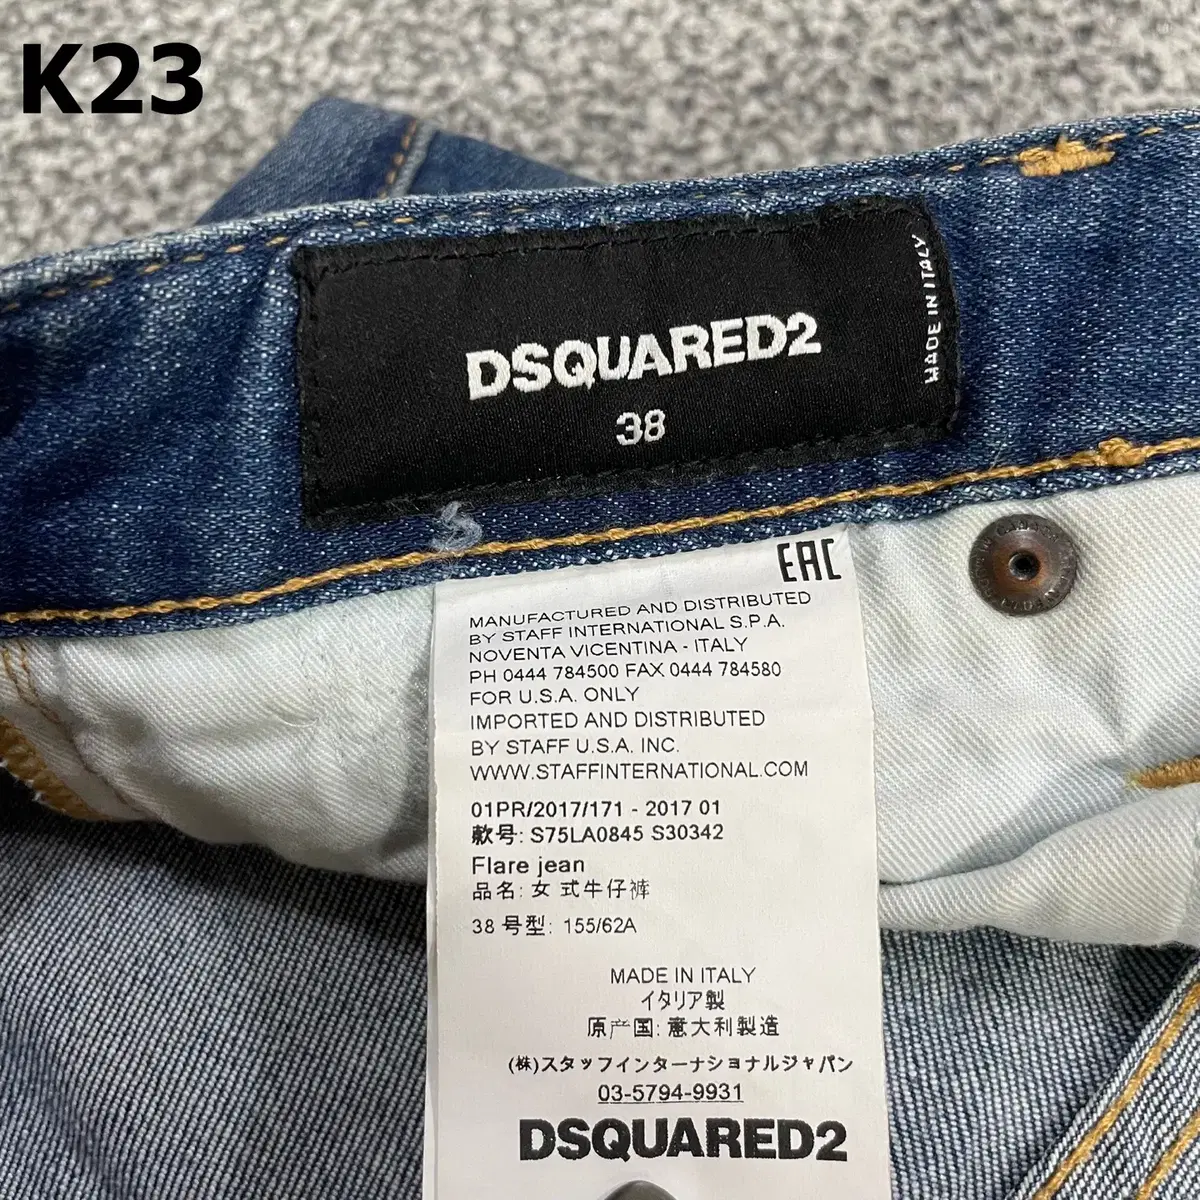 K23
DSQUARED2
38
MADE IN ITALY
EAC
MANUFACTURED AND DISTRIBUTED
BY STAFF INTERNATIONAL S.P.A.
NOVENTA VICENTINA - ITALY
PH 0444 784500 FAX 0444 784580
FOR U.S.A. ONLY
IMPORTED AND DISTRIBUTED
BY STAFF U.S.A. INC.
WWW.STAFFINTERNATIONAL.COM
01PR/2017/171 - 2017 01
款号: S75LA0845 S30342
Flare jean
品名: 女 式牛仔裤
38 号型: 155/62A
MADE IN ITALY
イタリア製
原产国: 意大利製造
(株)スタッフインターナショナルジャパン
03-5794-9931
DSQUARED2